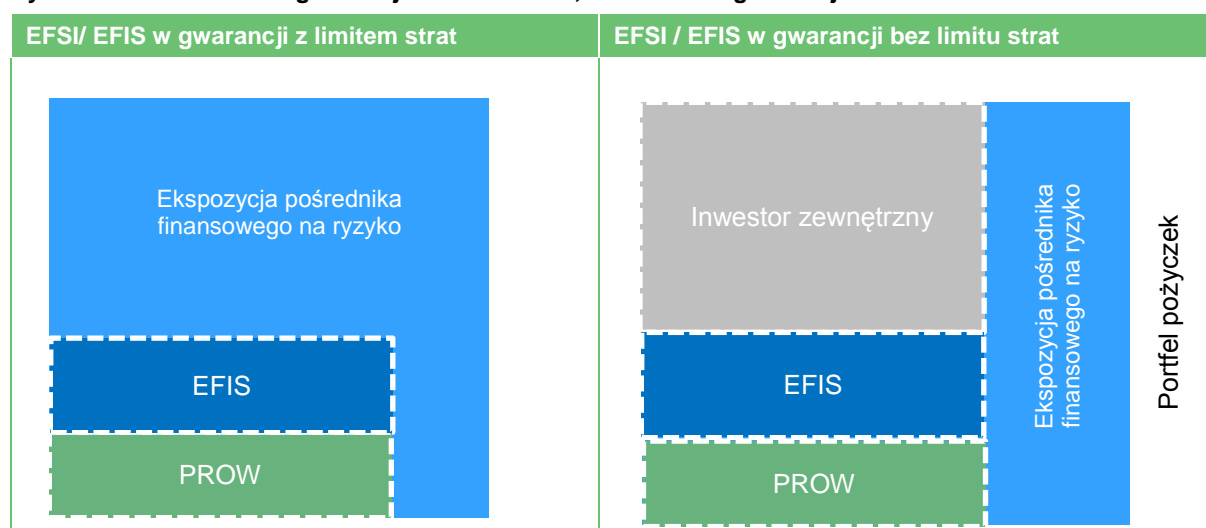 EFSI/ EFIS w gwarancji z limitem strat
EFSI / EFIS w gwarancji bez limitu strat
Ekspozycja pośrednika
finansowego na ryzyko
EFIS
PROW
Inwestor zewnętrzny
EFIS
PROW
Ekspozycja pośrednika
finansowego na ryzyko
Portfel pożyczek